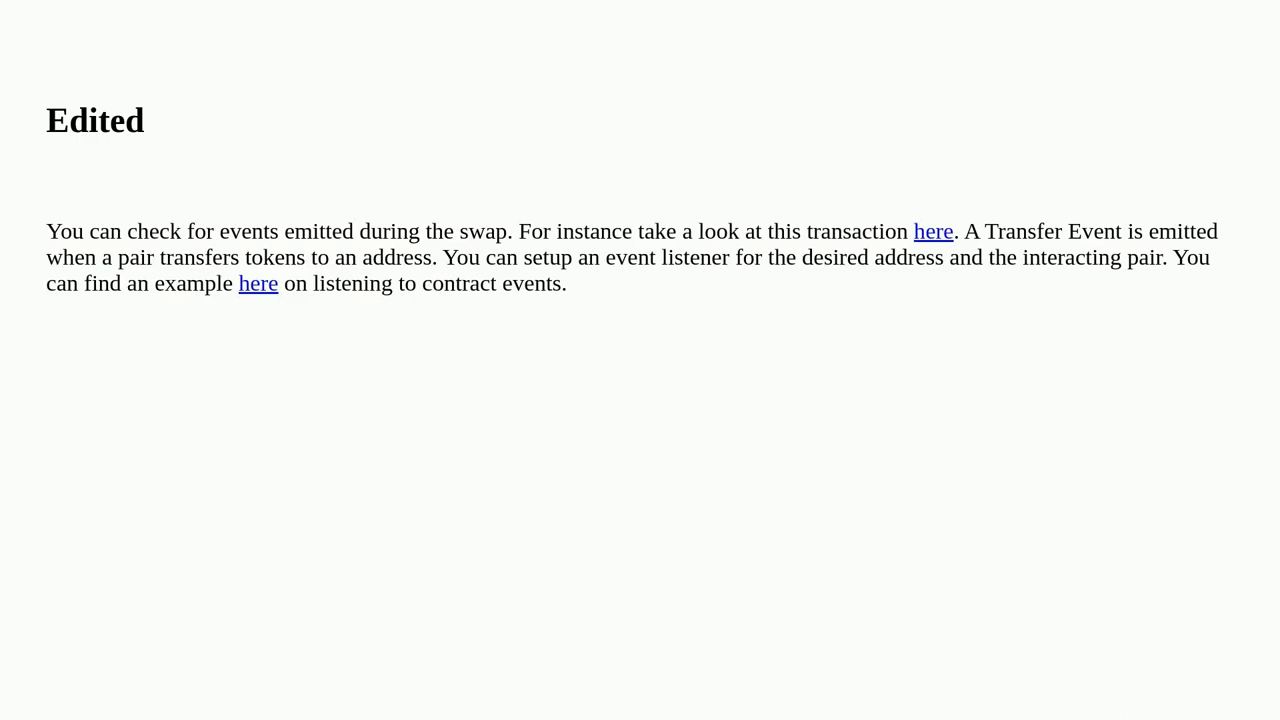 Edited
You can check for events emitted during the swap. For instance take a look at this transaction here. A Transfer Event is emitted
when a pair transfers tokens to an address. You can setup an event listener for the desired address and the interacting pair. You
can find an example here on listening to contract events.